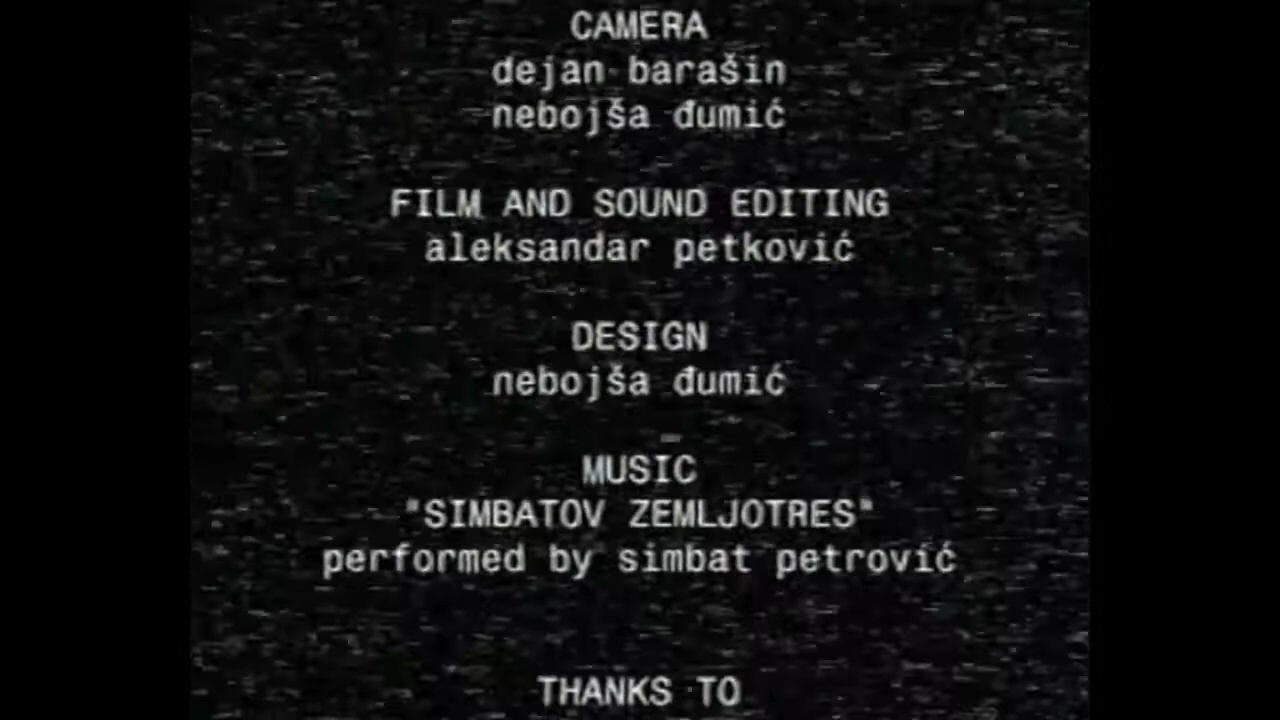 CAMERA
dejan barašin
nebojša đumić
FILM AND SOUND EDITING
aleksandar petković
DESIGN
nebojša đumić
MUSIC
"SIMBATOV ZEMLJOTRES"
performed by simbat petrović
THANKS TO